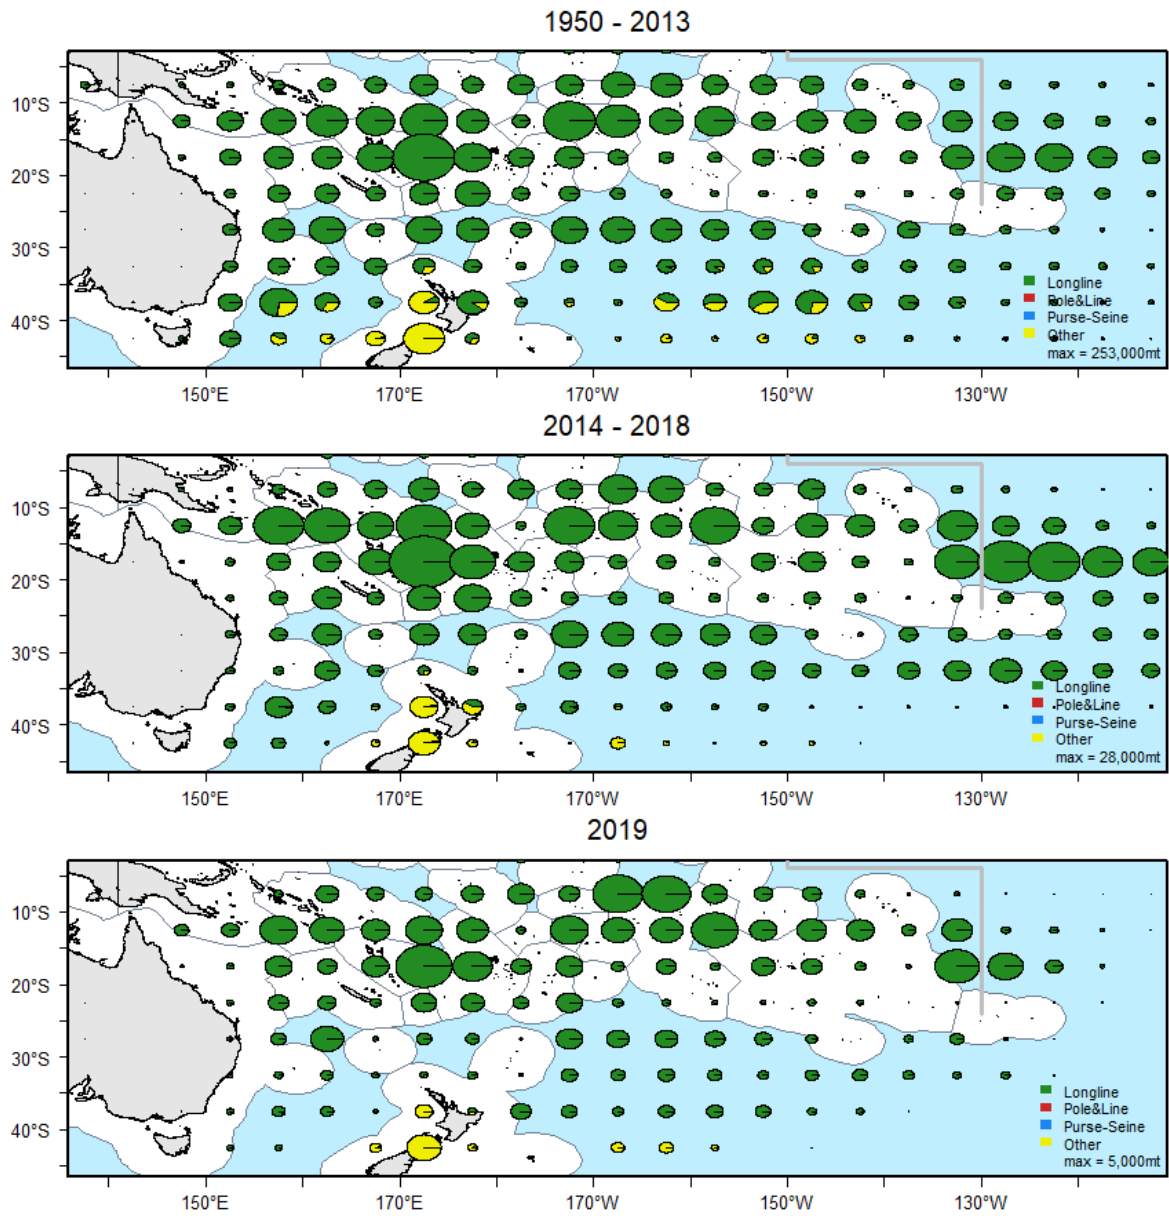 1950 - 2013
10°S
20°S
30°S
40°S
Longline
Pole&Line
Purse-Seine
Other
max = 253,000mt
150°E 170°E 170°W 150°W 130°W
2014 - 2018
10°S
20°S
30°S
40°S
Longline
Pole&Line
Purse-Seine
Other
max = 28,000mt
150°E 170°E 170°W 150°W 130°W
2019
10°S
20°S
30°S
40°S
Longline
Pole&Line
Purse-Seine
Other
max = 5,000mt
150°E 170°E 170°W 150°W 130°W